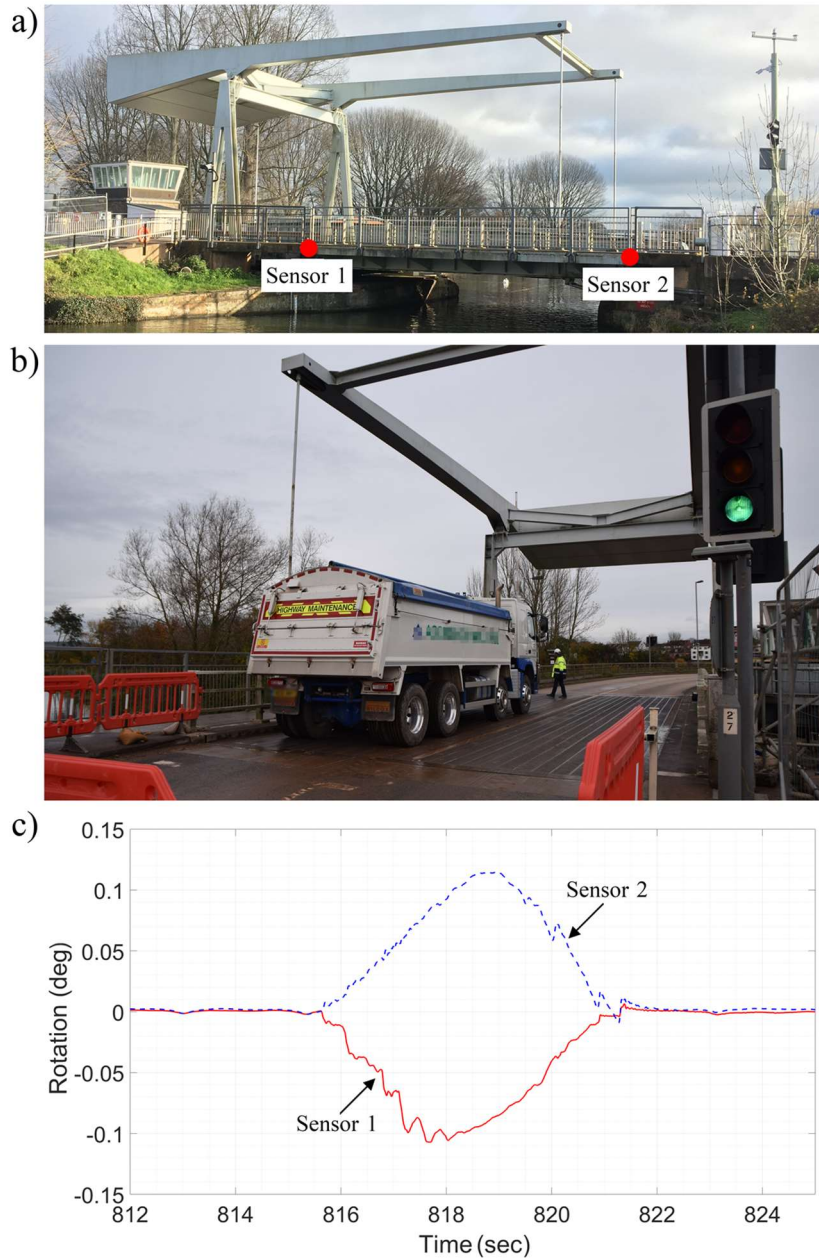 a)
Sensor 1
Sensor 2
b)
HIGHWAY MAINTENANCE
27
c)
Rotation (deg)
0.15
0.1
0.05
0
-0.05
-0.1
-0.15
Sensor 2
Sensor 1
812
814
816
818
820
822
824
Time (sec)